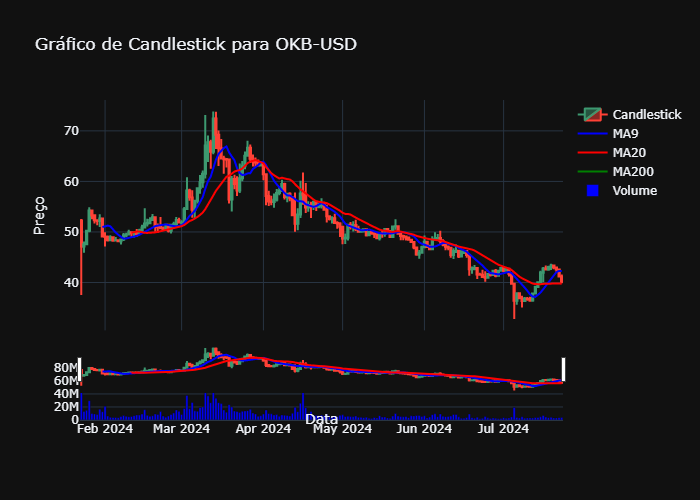 Gráfico de Candlestick para OKB-USD
Candlestick
MA9
MA20
MA200
Volume
Preço
70
60
50
40
80M
60M
40M
20M
0
Data
Feb 2024
Mar 2024
Apr 2024
May 2024
Jun 2024
Jul 2024